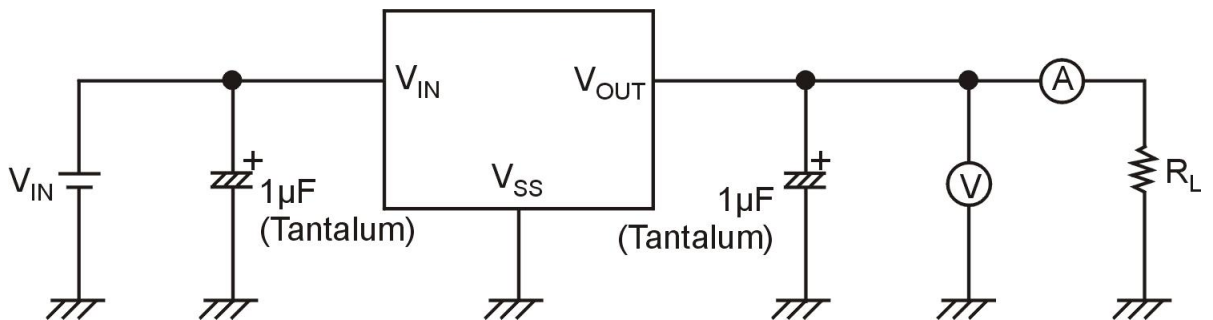 VIN
1µF
(Tantalum)
VIN
VOUT
VSS
1µF
(Tantalum)
V
A
RL
+
+